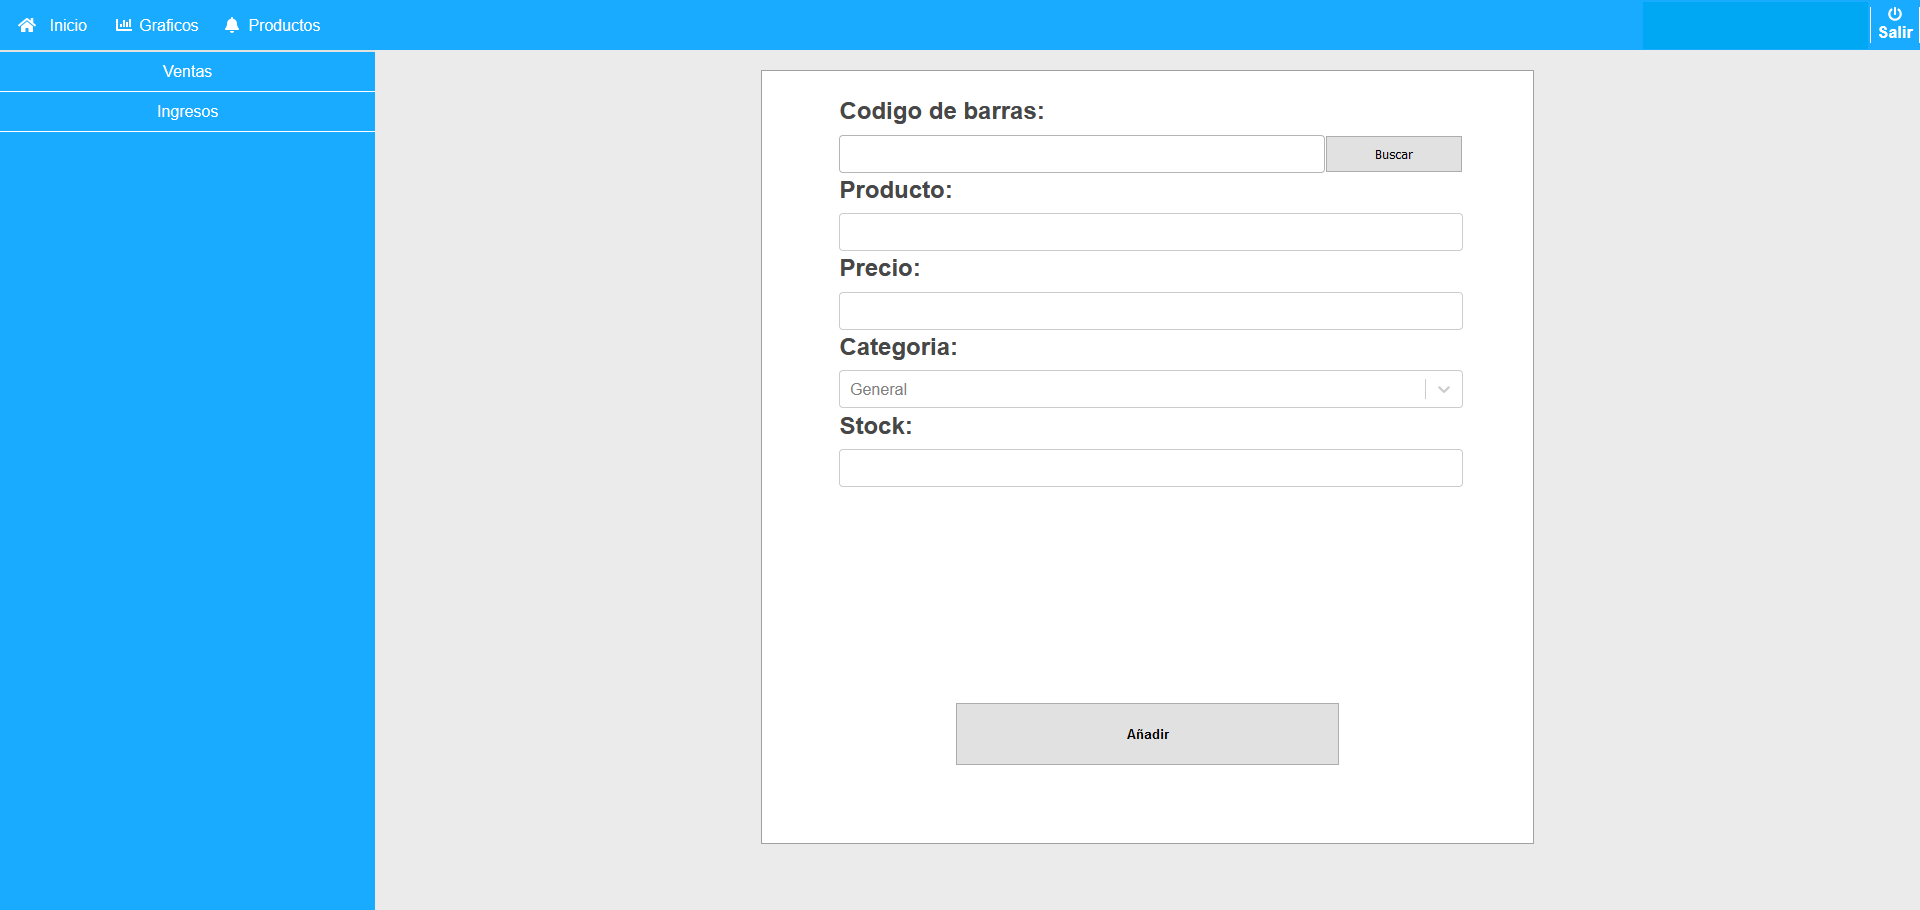 Inicio Graficos Productos
Salir
Ventas
Ingresos
Codigo de barras:
Buscar
Producto:
Precio:
Categoria:
General
Stock:
Añadir